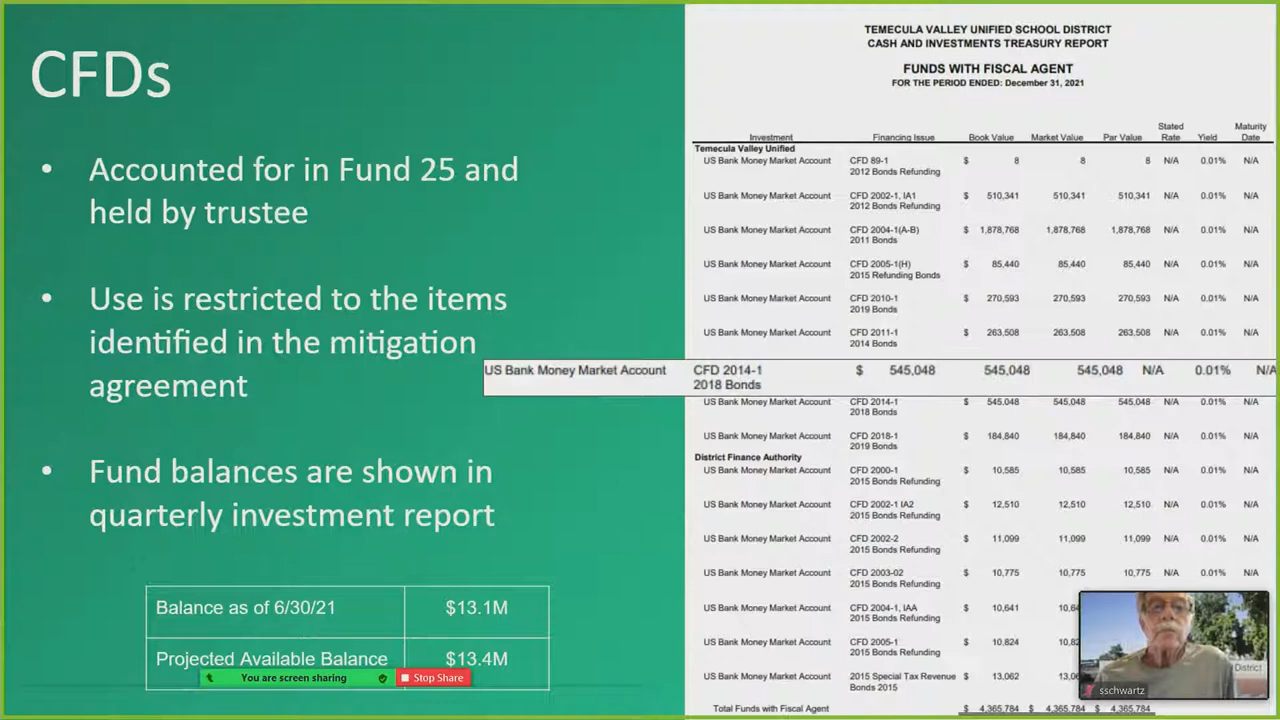 CFDs
• Accounted for in Fund 25 and
held by trustee
• Use is restricted to the items
identified in the mitigation
agreement
• Fund balances are shown in
quarterly investment report
Balance as of 6/30/21 $13.1M
Projected Available Balance $13.4M
You are screen sharing Stop Share
TEMECULA VALLEY UNIFIED SCHOOL DISTRICT
CASH AND INVESTMENTS TREASURY REPORT
FUNDS WITH FISCAL AGENT
FOR THE PERIOD ENDED: December 31, 2021
Stated Maturity
Investment Financing Issue Book Value Market Value Par Value Rate Yield Date
Temecula Valley Unified
US Bank Money Market Account CFD 89-1 $ 8 8 8 N/A 0.01% N/A
2012 Bonds Refunding
US Bank Money Market Account CFD 2002-1, IA1 $ 510,341 510,341 510,341 N/A 0.01% N/A
2012 Bonds Refunding
US Bank Money Market Account CFD 2004-1(A-B) $ 1,878,768 1,878,768 1,878,768 N/A 0.01% N/A
2011 Bonds
US Bank Money Market Account CFD 2005-1(H) $ 85,440 85,440 85,440 N/A 0.01% N/A
2015 Refunding Bonds
US Bank Money Market Account CFD 2010-1 $ 270,593 270,593 270,593 N/A 0.01% N/A
2019 Bonds
US Bank Money Market Account CFD 2011-1 $ 263,508 263,508 263,508 N/A 0.01% N/A
2014 Bonds
US Bank Money Market Account CFD 2014-1 $ 545,048 545,048 545,048 N/A 0.01% N/A
2018 Bonds
US Bank Money Market Account CFD 2014-1 $ 545,048 545,048 545,048 N/A 0.01% N/A
2018 Bonds
US Bank Money Market Account CFD 2018-1 $ 184,840 184,840 184,840 N/A 0.01% N/A
2019 Bonds
District Finance Authority
US Bank Money Market Account CFD 2000-1 $ 10,585 10,585 10,585 N/A 0.01% N/A
2015 Bonds Refunding
US Bank Money Market Account CFD 2002-1 IA2 $ 12,510 12,510 12,510 N/A 0.01% N/A
2015 Bonds Refunding
US Bank Money Market Account CFD 2002-2 $ 11,099 11,099 11,099 N/A 0.01% N/A
2015 Bonds Refunding
US Bank Money Market Account CFD 2003-02 $ 10,775 10,775 10,775 N/A 0.01% N/A
2015 Bonds Refunding
US Bank Money Market Account CFD 2004-1, IAA $ 10,641
2015 Bonds Refunding
US Bank Money Market Account CFD 2005-1 $ 10,824
2015 Bonds Refunding
US Bank Money Market Account 2015 Special Tax Revenue $ 13,062
Bonds 2015
Total Funds with Fiscal Agent $ 4,365,784 $ 4,365,784 $ 4,365,784
District
sschwartz